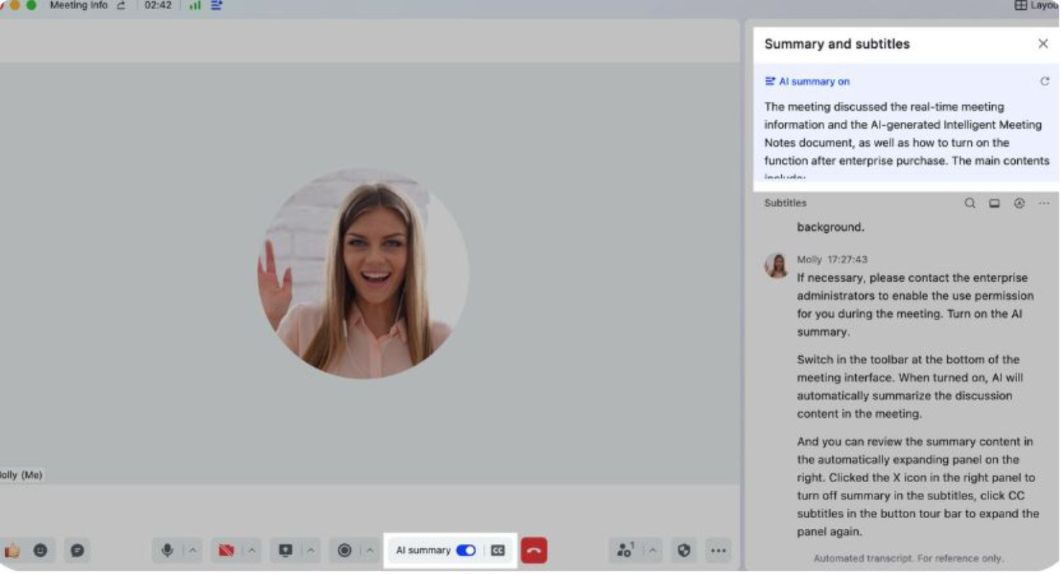 Meeting Info
02:42
Summary and subtitles
AI summary on
The meeting discussed the real-time meeting
information and the AI-generated Intelligent Meeting
Notes document, as well as how to turn on the
function after enterprise purchase. The main contents
Subtitles
background.
Molly 17:27:43
If necessary, please contact the enterprise
administrators to enable the use permission
for you during the meeting. Turn on the AI
summary.
Switch in the toolbar at the bottom of the
meeting interface. When turned on, AI will
automatically summarize the discussion
content in the meeting.
And you can review the summary content in
the automatically expanding panel on the
right. Clicked the X icon in the right panel to
turn off summary in the subtitles, click CC
subtitles in the button tour bar to expand the
panel again.
Automated transcript. For reference only.
(Me)
AI summary
CC
1